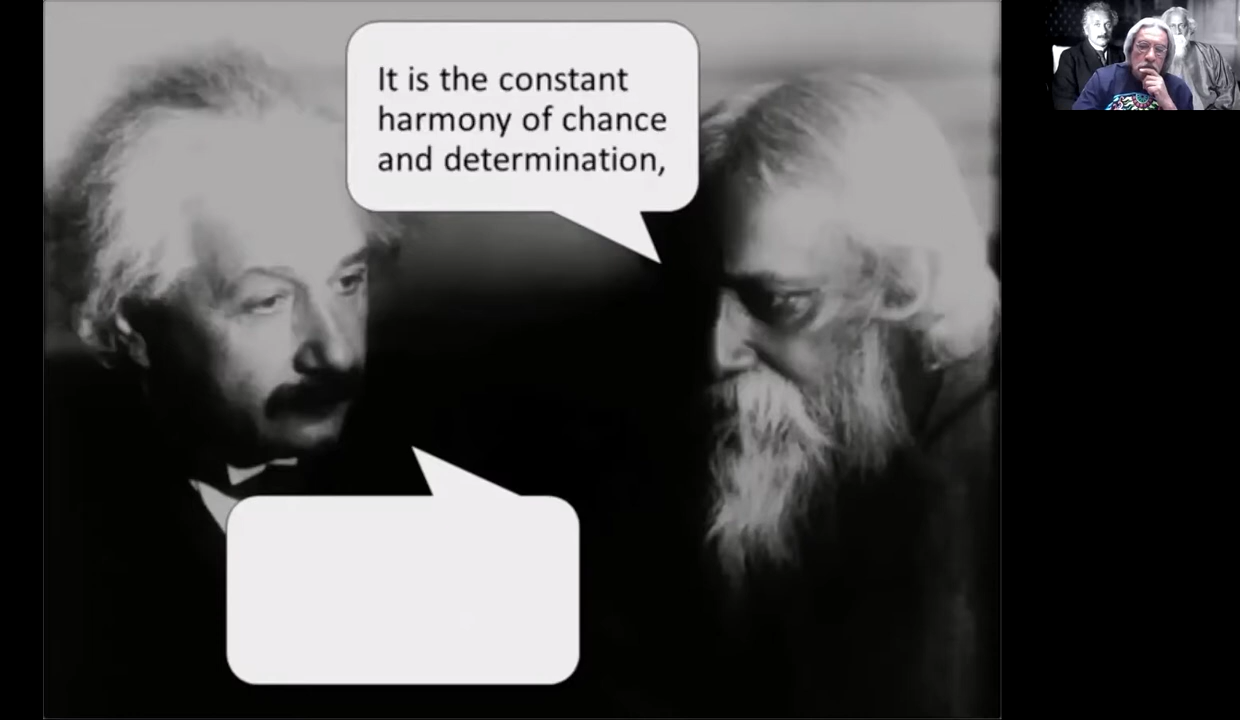 It is the constant
harmony of chance
and determination,